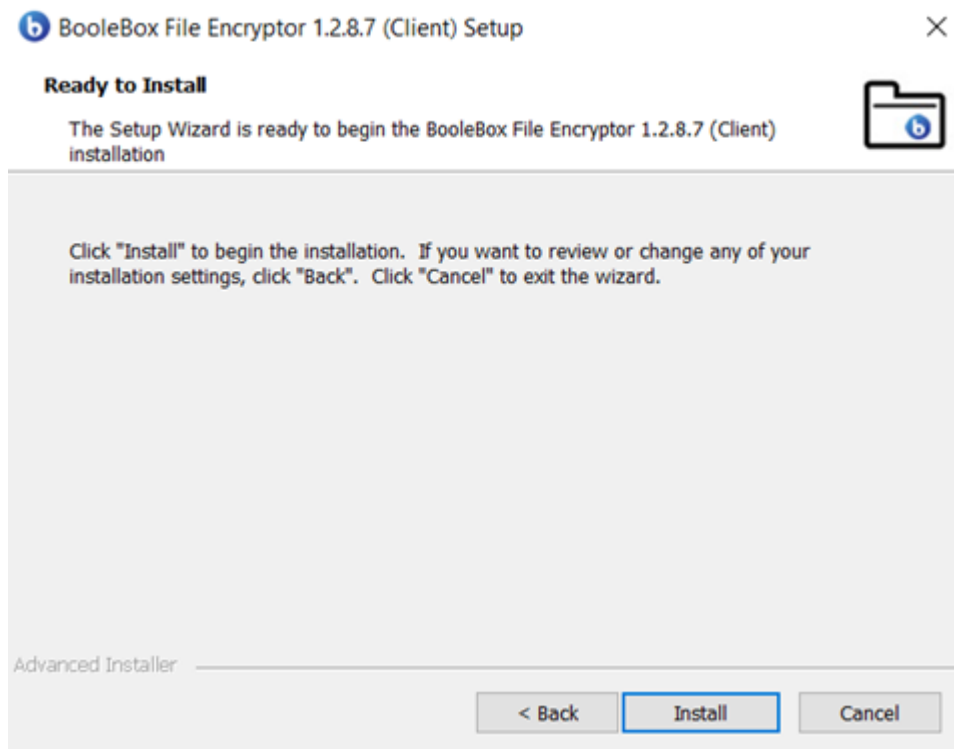 BooleBox File Encryptor 1.2.8.7 (Client) Setup
Ready to Install
The Setup Wizard is ready to begin the BooleBox File Encryptor 1.2.8.7 (Client)
installation
Click "Install" to begin the installation. If you want to review or change any of your
installation settings, click "Back". Click "Cancel" to exit the wizard.
Advanced Installer
< Back
Install
Cancel